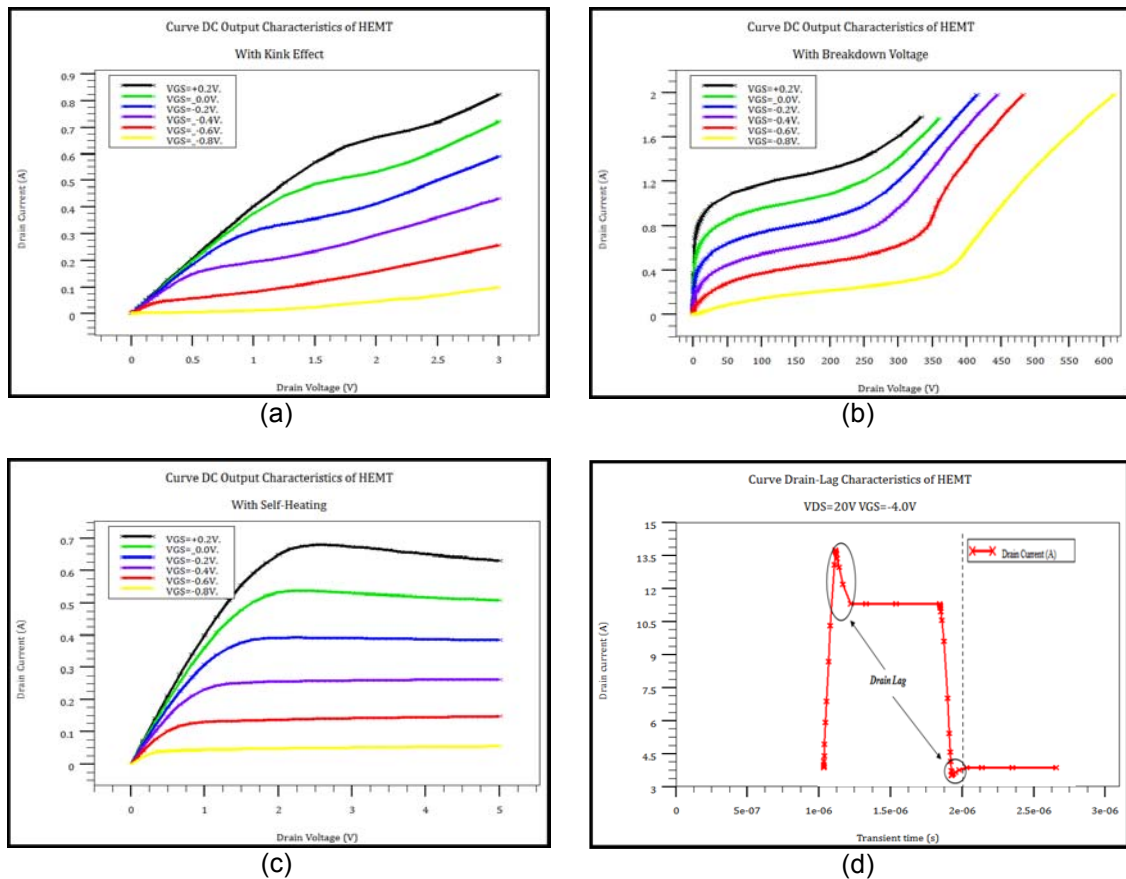 Curve DC Output Characteristics of HEMT
With Kink Effect
VGS=+0.2V.
VGS=_0.0V.
VGS=-0.2V.
VGS=_-0.4V.
VGS=_-0.6V.
VGS=_-0.8V.
Drain Current (A)
0.9
0.8
0.7
0.6
0.5
0.4
0.3
0.2
0.1
0
0 0.5 1 1.5 2 2.5 3
Drain Voltage (V)
(a)
Curve DC Output Characteristics of HEMT
With Breakdown Voltage
VGS=+0.2V.
VGS=_0.0V.
VGS=-0.2V.
VGS=-0.4V.
VGS=-0.6V.
VGS=-0.8V.
Drain Current (A)
2
1.6
1.2
0.8
0.4
0
0 50 100 150 200 250 300 350 400 450 500 550 600
Drain Voltage (V)
(b)
Curve DC Output Characteristics of HEMT
With Self-Heating
VGS=+0.2V.
VGS=_0.0V.
VGS=-0.2V.
VGS=-0.4V.
VGS=-0.6V.
VGS=-0.8V.
Drain Current (A)
0.7
0.6
0.5
0.4
0.3
0.2
0.1
0
0 1 2 3 4 5
Drain Voltage (V)
(c)
Curve Drain-Lag Characteristics of HEMT
VDS=20V VGS=-4.0V
Drain Current (A)
Drain Lag
Drain current (A)
15
13.5
12
10.5
9
7.5
6
4.5
3
0 5e-07 1e-06 1.5e-06 2e-06 2.5e-06 3e-06
Transient time (s)
(d)